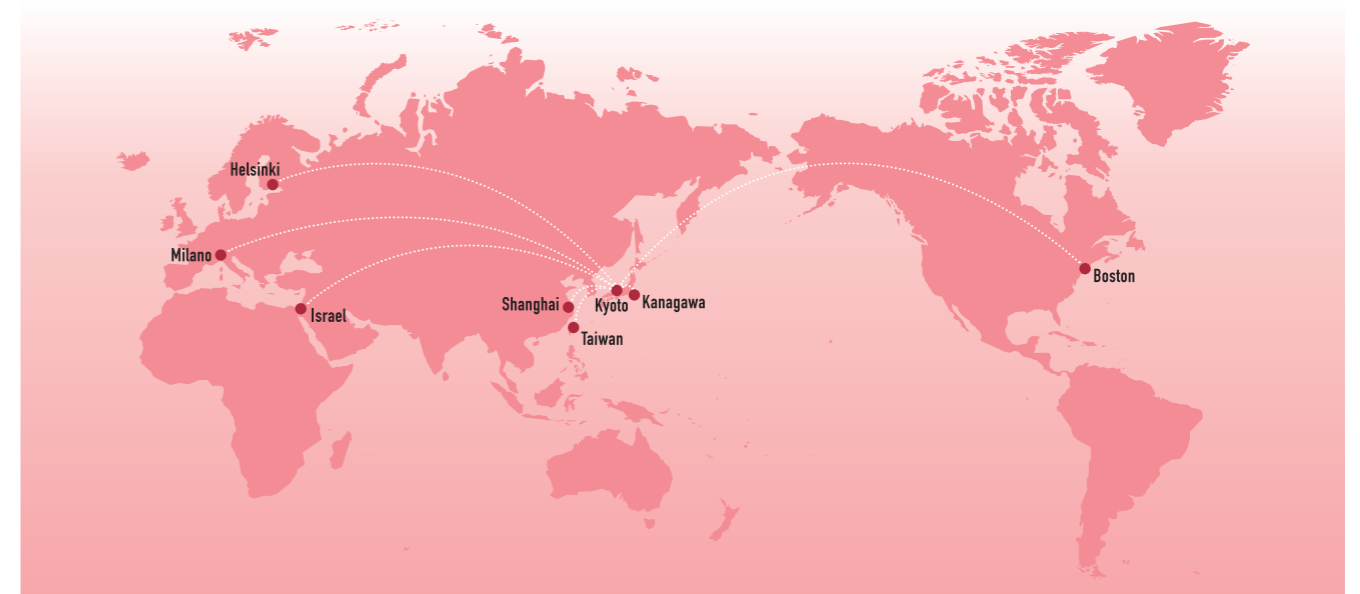 Helsinki
Milano
Israel
Shanghai
Kyoto
Kanagawa
Taiwan
Boston